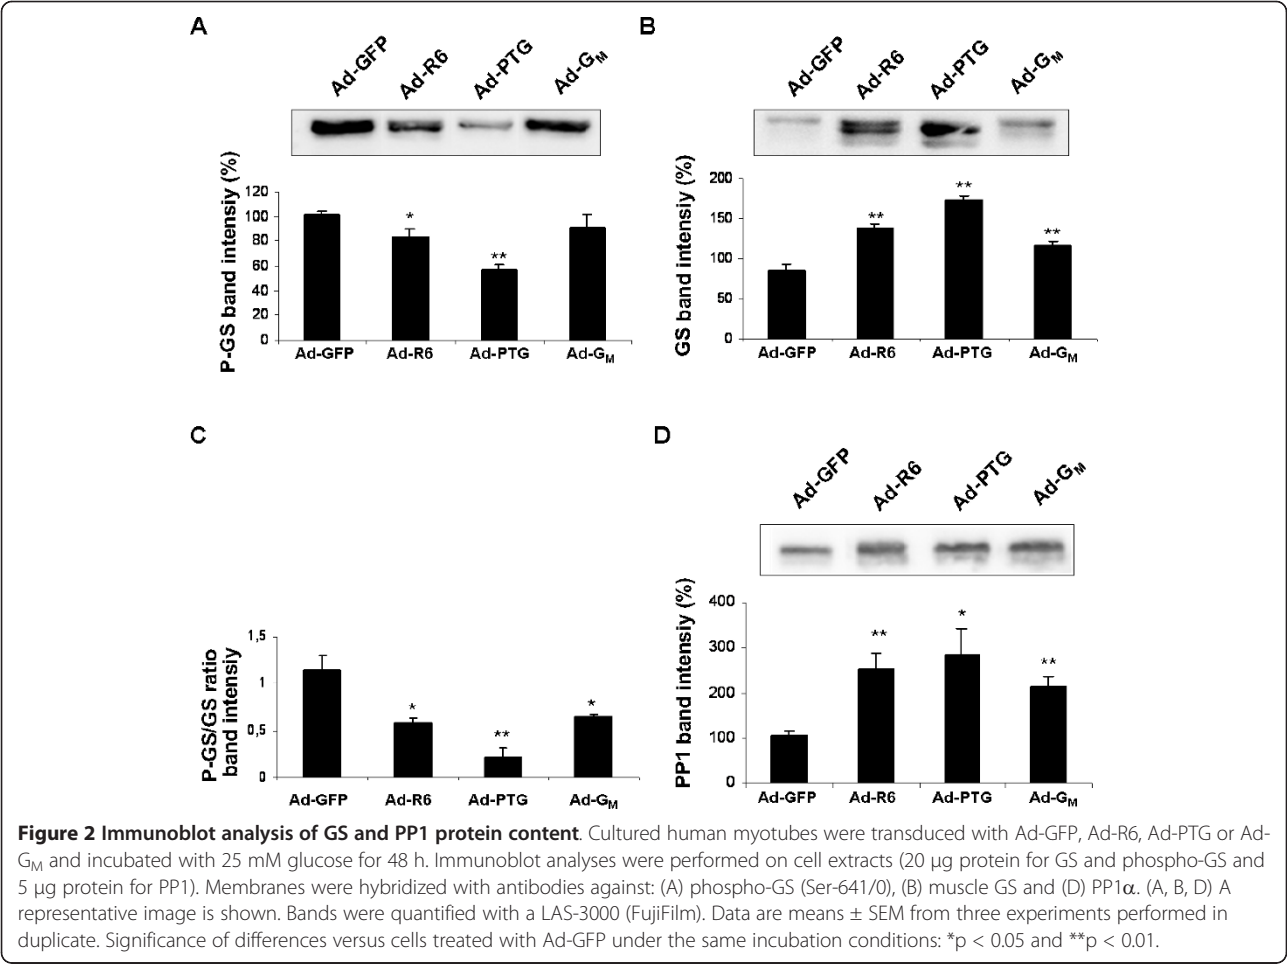 A
Ad-GFP Ad-R6 Ad-PTG Ad-GM
P-GS band intensiy (%)
120
100
80
60
40
20
0
*
**
Ad-GFP Ad-R6 Ad-PTG Ad-GM
B
Ad-GFP Ad-R6 Ad-PTG Ad-GM
GS band intensiy (%)
200
150
100
50
0
**
**
**
Ad-GFP Ad-R6 Ad-PTG Ad-GM
C
P-GS/GS ratio
band intensiy
1,5
1
0,5
0
*
**
*
Ad-GFP Ad-R6 Ad-PTG Ad-GM
D
Ad-GFP Ad-R6 Ad-PTG Ad-GM
PP1 band intensiy (%)
400
300
200
100
0
**
*
**
Ad-GFP Ad-R6 Ad-PTG Ad-GM
Figure 2 Immunoblot analysis of GS and PP1 protein content. Cultured human myotubes were transduced with Ad-GFP, Ad-R6, Ad-PTG or Ad-
GM and incubated with 25 mM glucose for 48 h. Immunoblot analyses were performed on cell extracts (20 μg protein for GS and phospho-GS and
5 μg protein for PP1). Membranes were hybridized with antibodies against: (A) phospho-GS (Ser-641/0), (B) muscle GS and (D) PP1α. (A, B, D) A
representative image is shown. Bands were quantified with a LAS-3000 (FujiFilm). Data are means ± SEM from three experiments performed in
duplicate. Significance of differences versus cells treated with Ad-GFP under the same incubation conditions: *p < 0.05 and **p < 0.01.